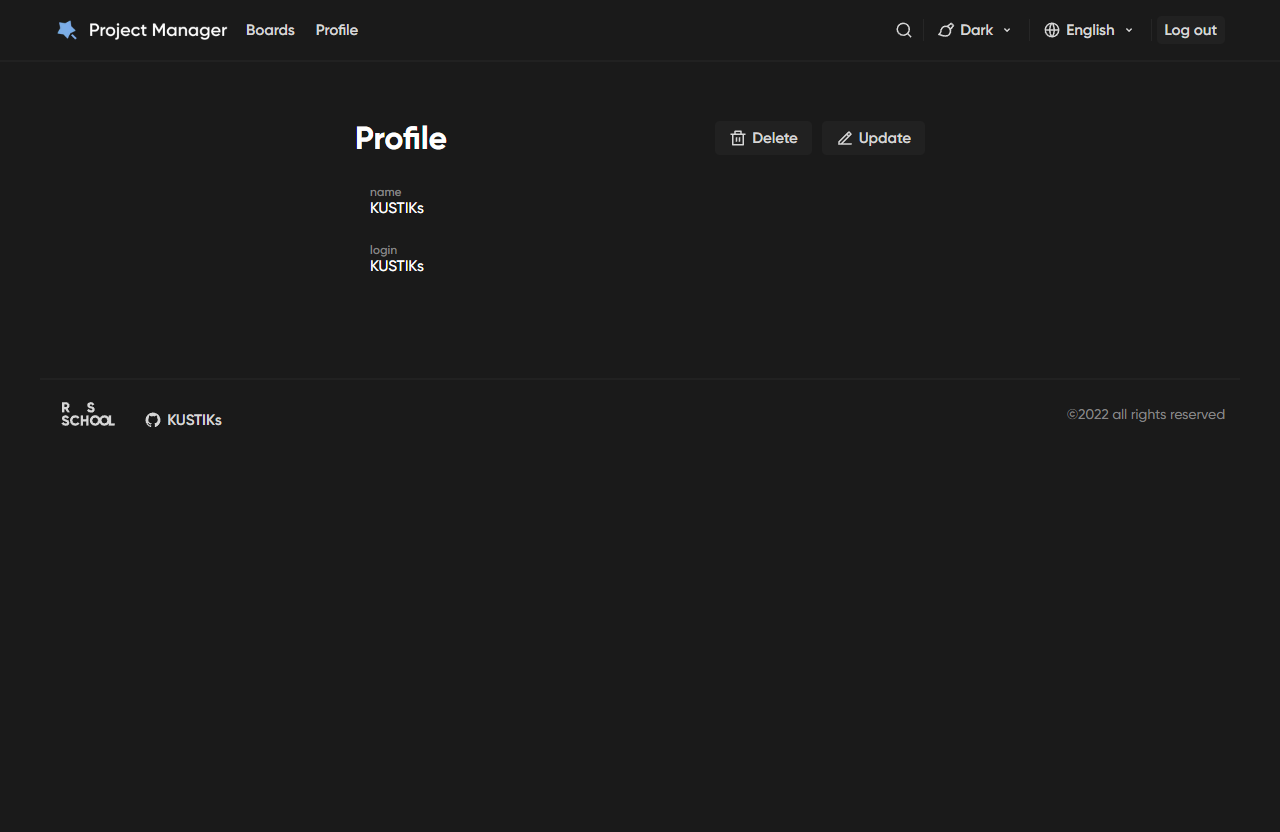 Project Manager Boards Profile Dark English Log out
Profile Delete Update
name
KUSTIKs
login
KUSTIKs
R S
SCHOOL KUSTIKs ©2022 all rights reserved